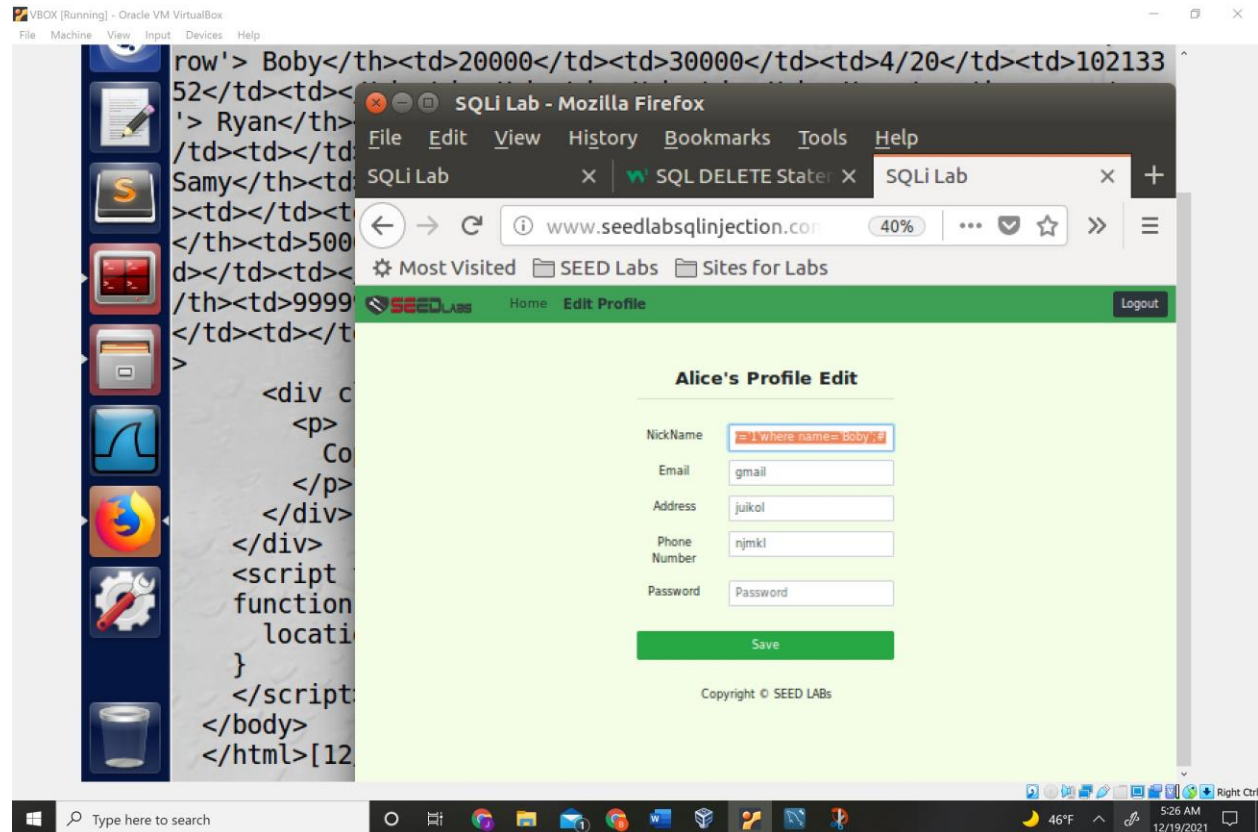 VBOX [Running] - Oracle VM VirtualBox
File Machine View Input Devices Help
row'> Boby</th><td>20000</td><td>30000</td><td>4/20</td><td>102133
52</td><td><
'> Ryan</th>
/td><td></td
Samy</th><td
><td></td><t
</th><td>500
d></td><td><
/th><td>9999
</td><td></t
>
<div c
<p>
Co
</p>
</div>
</div>
<script
function
locati
}
</script>
</body>
</html>[12
SQLi Lab - Mozilla Firefox
File Edit View History Bookmarks Tools Help
SQLi Lab
SQL DELETE Stater
SQLi Lab
www.seedlabsqlinjection.con
40%
Most Visited SEED Labs Sites for Labs
SEEDLABS Home Edit Profile Logout
Alice's Profile Edit
NickName ='1'where name='Boby';#
Email gmail
Address juikol
Phone
Number njmkl
Password Password
Save
Copyright © SEED LABs
Right Ctrl
Type here to search
46°F
5:26 AM
12/19/2021